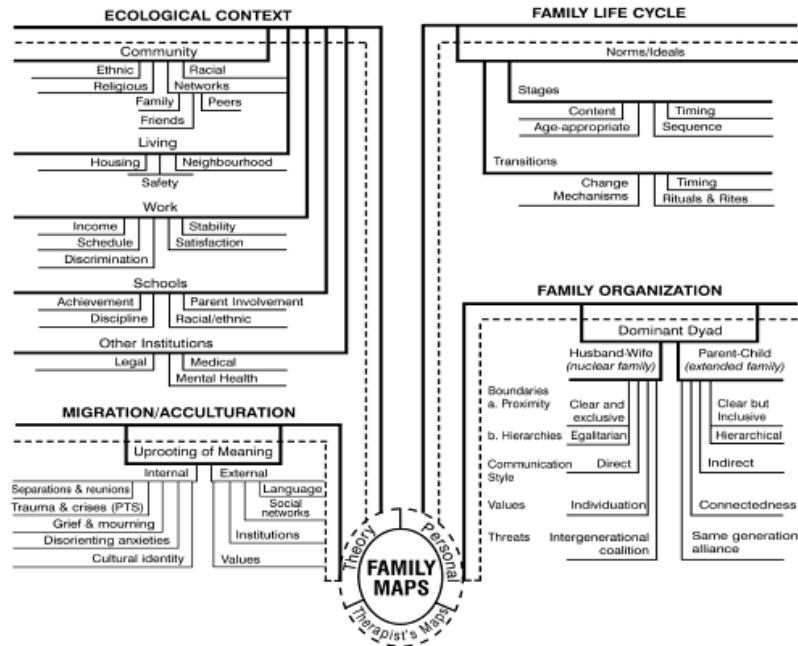 ECOLOGICAL CONTEXT
Community
Ethnic
Racial
Religious
Networks
Family
Peers
Friends
Living
Housing
Neighbourhood
Safety
Work
Income
Stability
Schedule
Satisfaction
Discrimination
Schools
Achievement
Parent Involvement
Discipline
Racial/ethnic
Other Institutions
Legal
Medical
Mental Health
FAMILY LIFE CYCLE
Norms/Ideals
Stages
Content
Timing
Age-appropriate
Sequence
Transitions
Change
Mechanisms
Timing
Rituals & Rites
MIGRATION/ACCULTURATION
Uprooting of Meaning
Internal
External
Separations & reunions
Language
Trauma & crises (PTS)
Social
networks
Grief & mourning
Institutions
Disorienting anxieties
Cultural identity
Values
FAMILY ORGANIZATION
Dominant Dyad
Husband-Wife
(nuclear family)
Parent-Child
(extended family)
Boundaries
a. Proximity
Clear and
exclusive
Clear but
Inclusive
b. Hierarchies
Egalitarian
Hierarchical
Communication
Style
Direct
Indirect
Values
Individuation
Connectedness
Threats
Intergenerational
coalition
Same generation
alliance
Theory
Personal
FAMILY
MAPS
Therapist's Maps